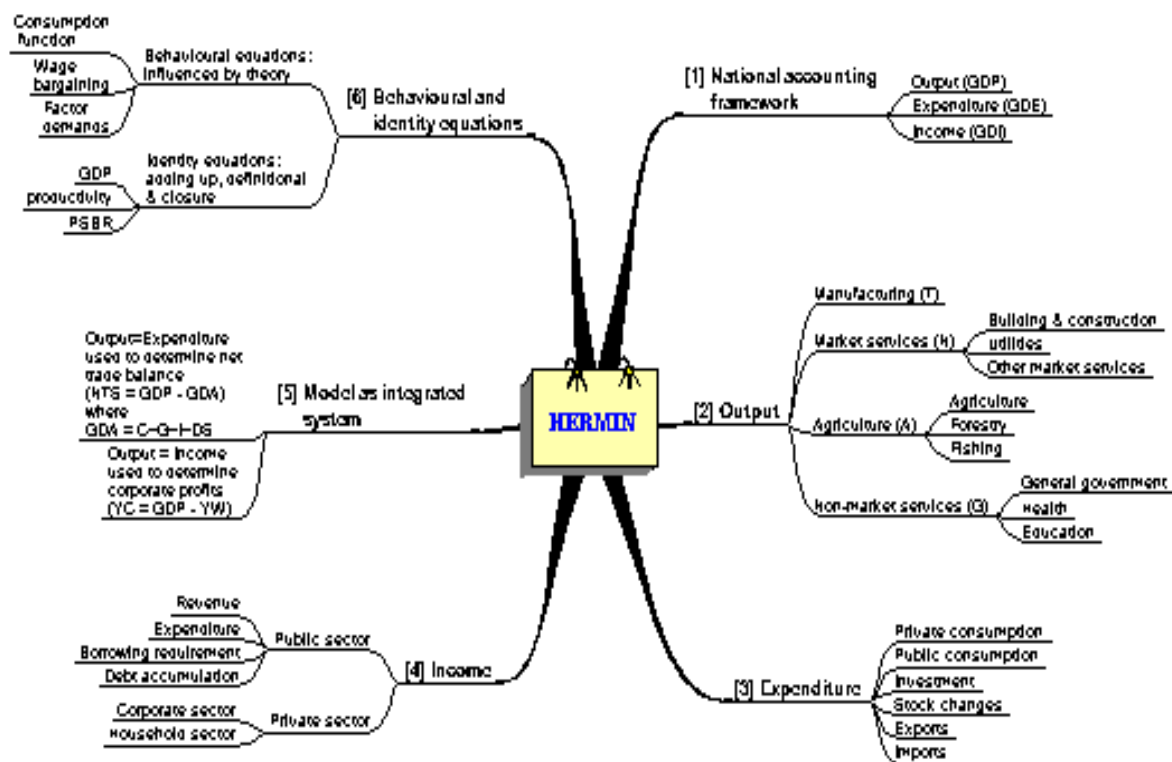 Consumption
function
Wage
bargaining
Factor
demands
Behavioural equations:
influenced by theory
GDP
productivity
PSBR
Identity equations:
adding up, definitional
& closure
[6] Behavioural and
identity equations
[1] National accounting
framework
Output (GDP)
Expenditure (GDE)
Income (GDI)
HERMIN
[2] Output
Manufacturing (T)
Market services (N)
Building & construction
utilities
Other market services
Agriculture (A)
Agriculture
Forestry
Fishing
Non-market services (G)
General government
Health
Education
[3] Expenditure
Private consumption
Public consumption
Investment
Stock changes
Exports
Imports
[4] Income
Public sector
Revenue
Expenditure
Borrowing requirement
Debt accumulation
Private sector
Corporate sector
Household sector
[5] Model as integrated
system
Output=Expenditure
used to determine net
trade balance
(NTS = GDP - GDA)
where
GDA = C+G+I+DS
Output = Income
used to determine
corporate profits
(YC = GDP - YW)